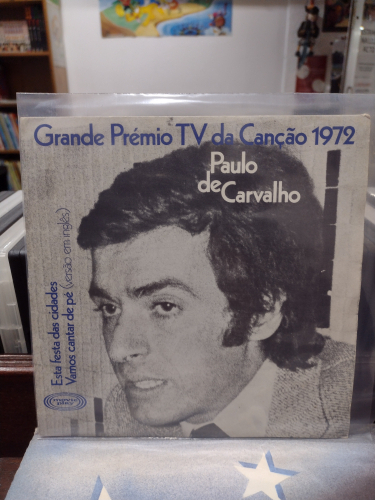 Grande Prémio TV da Canção 1972
Paulo
de Carvalho
Esta festa das cidades
Vamos cantar de pé (versão em inglês)